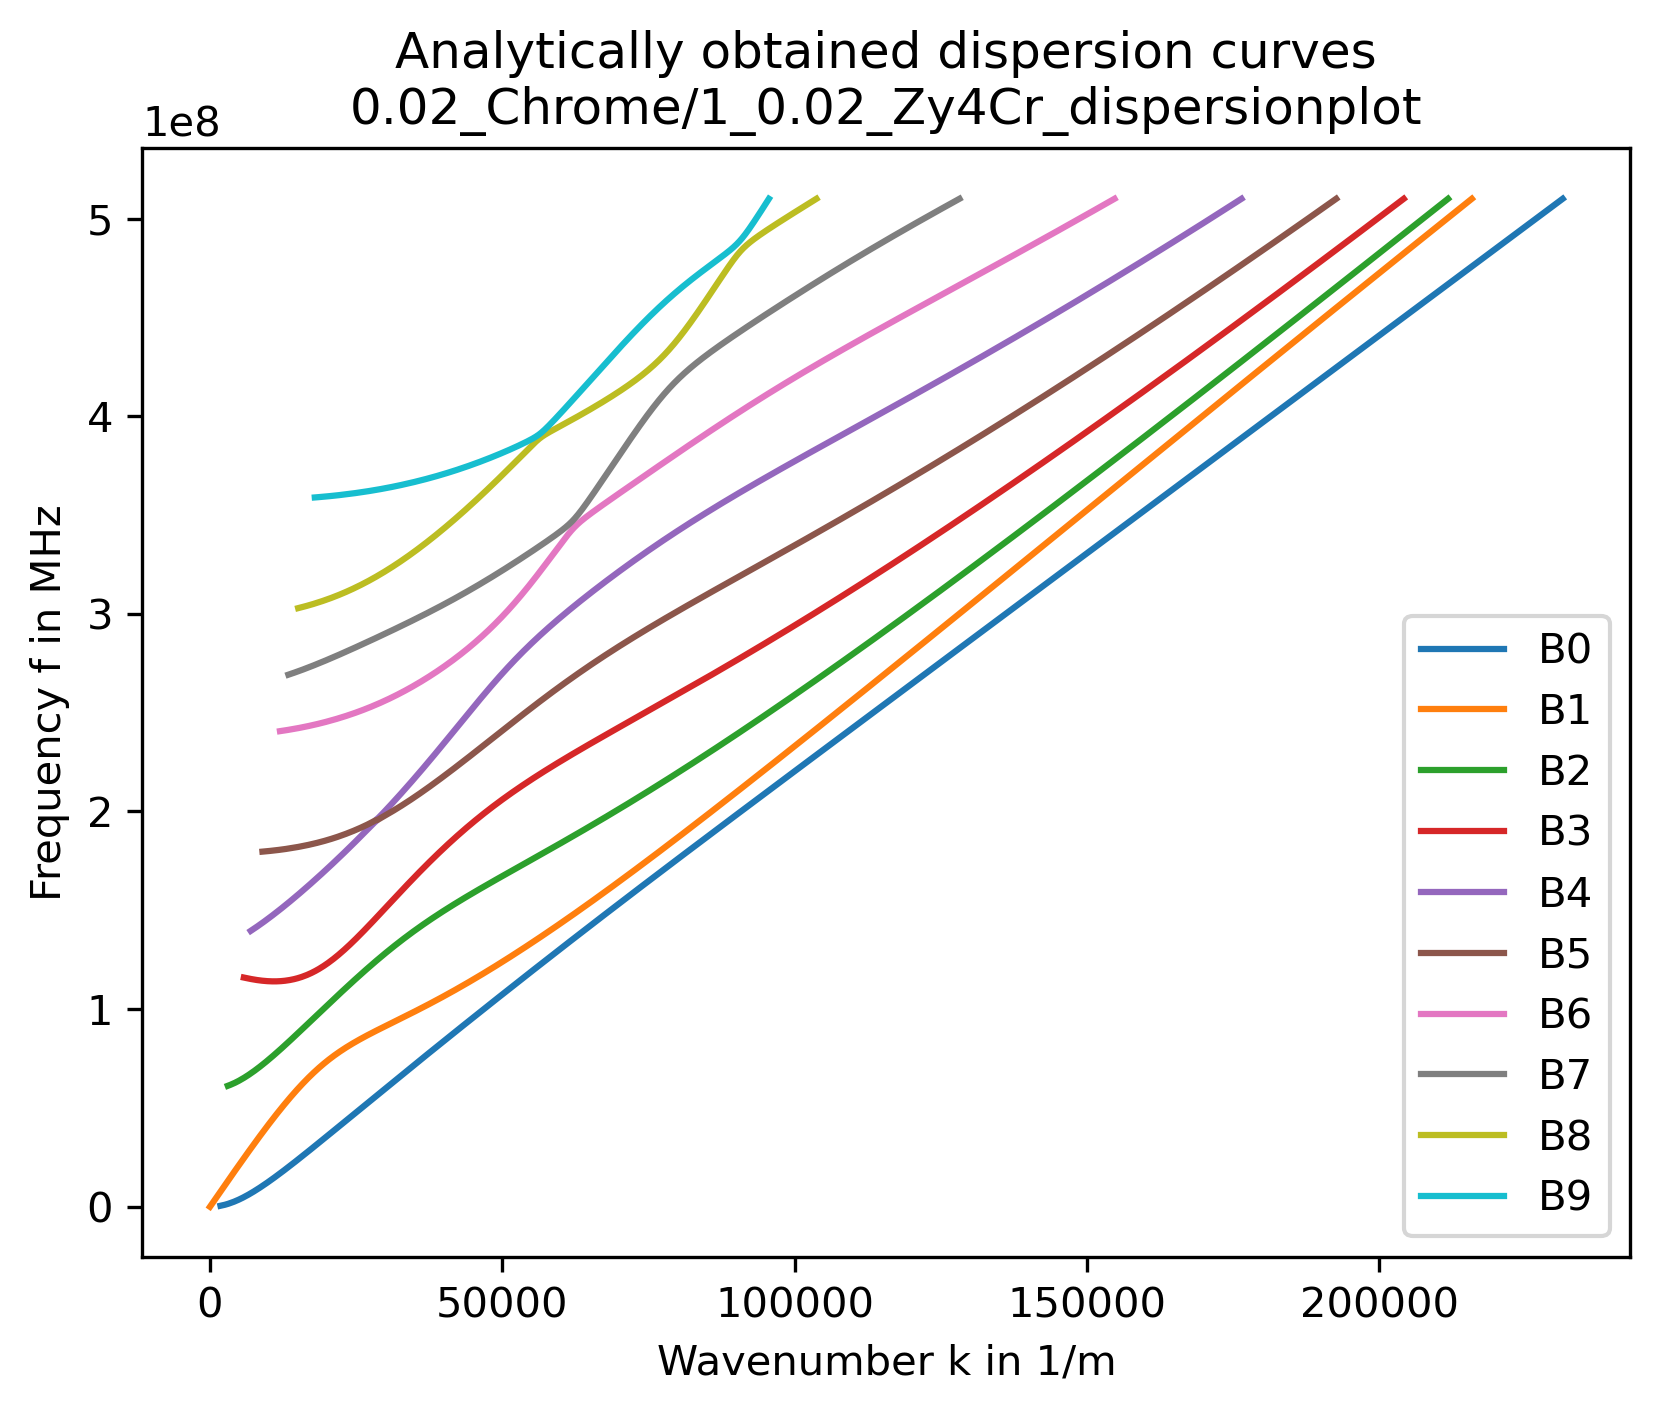 Analytically obtained dispersion curves
0.02_Chrome/1_0.02_Zy4Cr_dispersionplot
1e8
5
4
3
2
1
0
Frequency f in MHz
0
50000
100000
150000
200000
Wavenumber k in 1/m
B0
B1
B2
B3
B4
B5
B6
B7
B8
B9